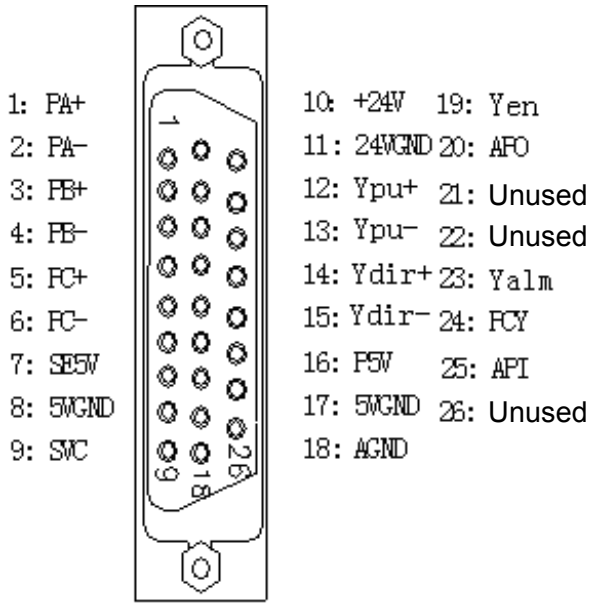 1: PA+
2: PA-
3: PB+
4: PB-
5: PC+
6: PC-
7: SE5V
8: 5VGND
9: SVC
1
9
18
26
10: +24V 19: Yen
11: 24VGND 20: AFO
12: Ypu+ 21: Unused
13: Ypu- 22: Unused
14: Ydir+ 23: Yalm
15: Ydir- 24: PCY
16: P5V 25: API
17: 5VGND 26: Unused
18: AGND